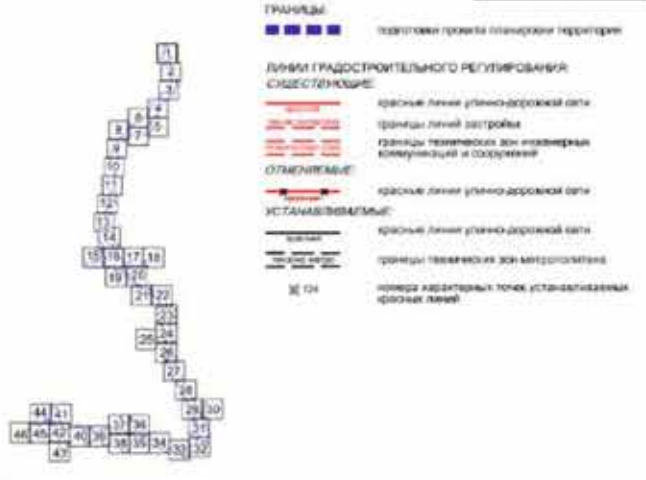 ГРАНИЦЫ:
подготовки проекта планировки территории
ЛИНИИ ГРАДОСТРОИТЕЛЬНОГО РЕГУЛИРОВАНИЯ:
СУЩЕСТВУЮЩИЕ:
красные линии улично-дорожной сети
границы линий застройки
границы технических зон инженерных
коммуникаций и сооружений
ОТМЕНЯЕМЫЕ:
красные линии улично-дорожной сети
УСТАНАВЛИВАЕМЫЕ:
красные линии улично-дорожной сети
границы технических зон метрополитена
124
номера характерных точек устанавливаемых
красных линий
1
2
3
4
6
5
8 7
9
10
11
12
13
14
15 16 17 18
19 20
21 22
23
25 24
26
27
28
29 30
44 41
37 36
31
46 45 42 40 39
38 35 34 33 32
43